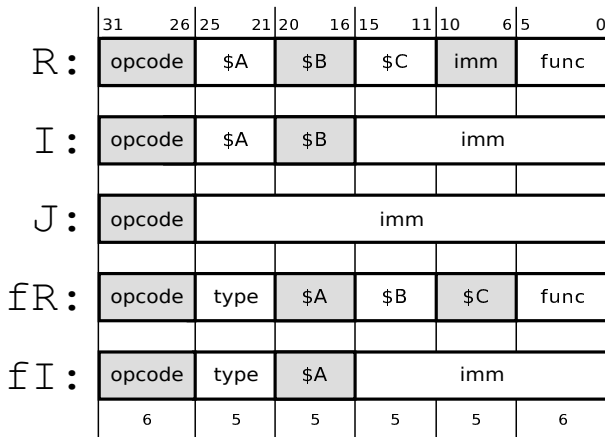 31 26 25 21 20 16 15 11 10 6 5 0
R: opcode $A $B $C imm func
I: opcode $A $B imm
J: opcode imm
fR: opcode type $A $B $C func
fI: opcode type $A imm
6 5 5 5 5 6